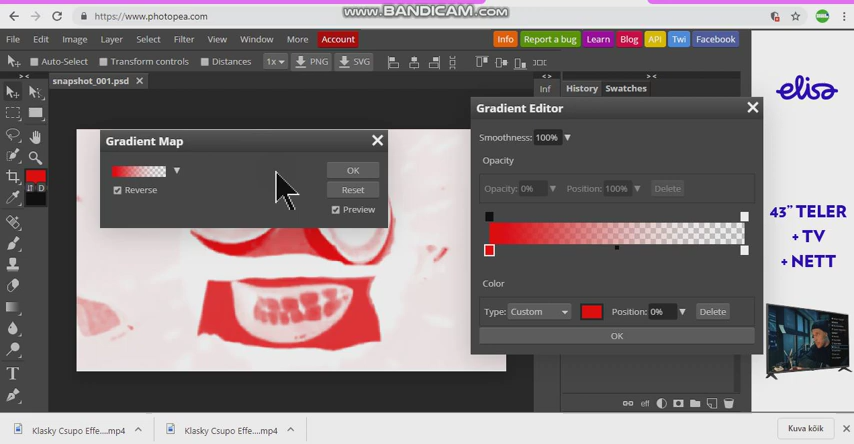 WWW.BANDICAM.COM
https://www.photopea.com
File Edit Image Layer Select Filter View Window More Account
Info Report a bug Learn Blog API Twi Facebook
Auto-Select Transform controls Distances 1x PNG SVG
snapshot_001.psd
Inf History Swatches
Gradient Map
OK
Reverse Reset
Preview
Gradient Editor
Smoothness: 100%
Opacity
Opacity: 0% Position: 100% Delete
Color
Type: Custom Position: 0% Delete
OK
D
T
eff
elisa
43" TELER
+ TV
+ NETT
Klasky Csupo Effe....mp4 Klasky Csupo Effe....mp4 Kuva kõik